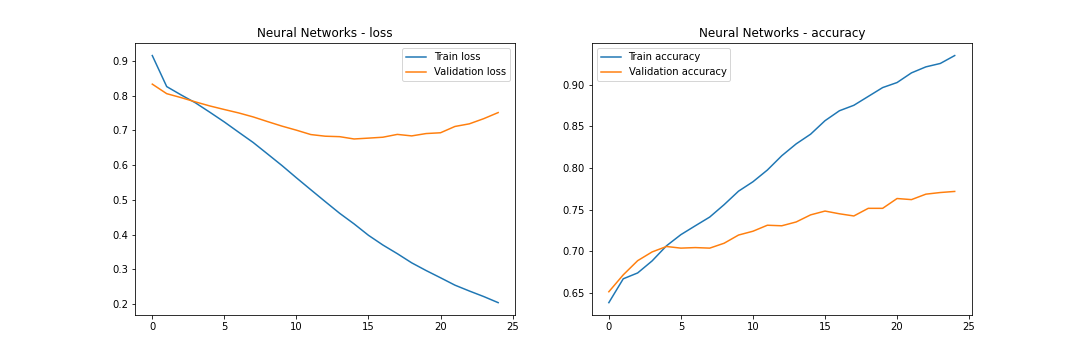 Neural Networks - loss
Train loss
Validation loss
0.9
0.8
0.7
0.6
0.5
0.4
0.3
0.2
0 5 10 15 20 25
Neural Networks - accuracy
Train accuracy
Validation accuracy
0.90
0.85
0.80
0.75
0.70
0.65
0 5 10 15 20 25